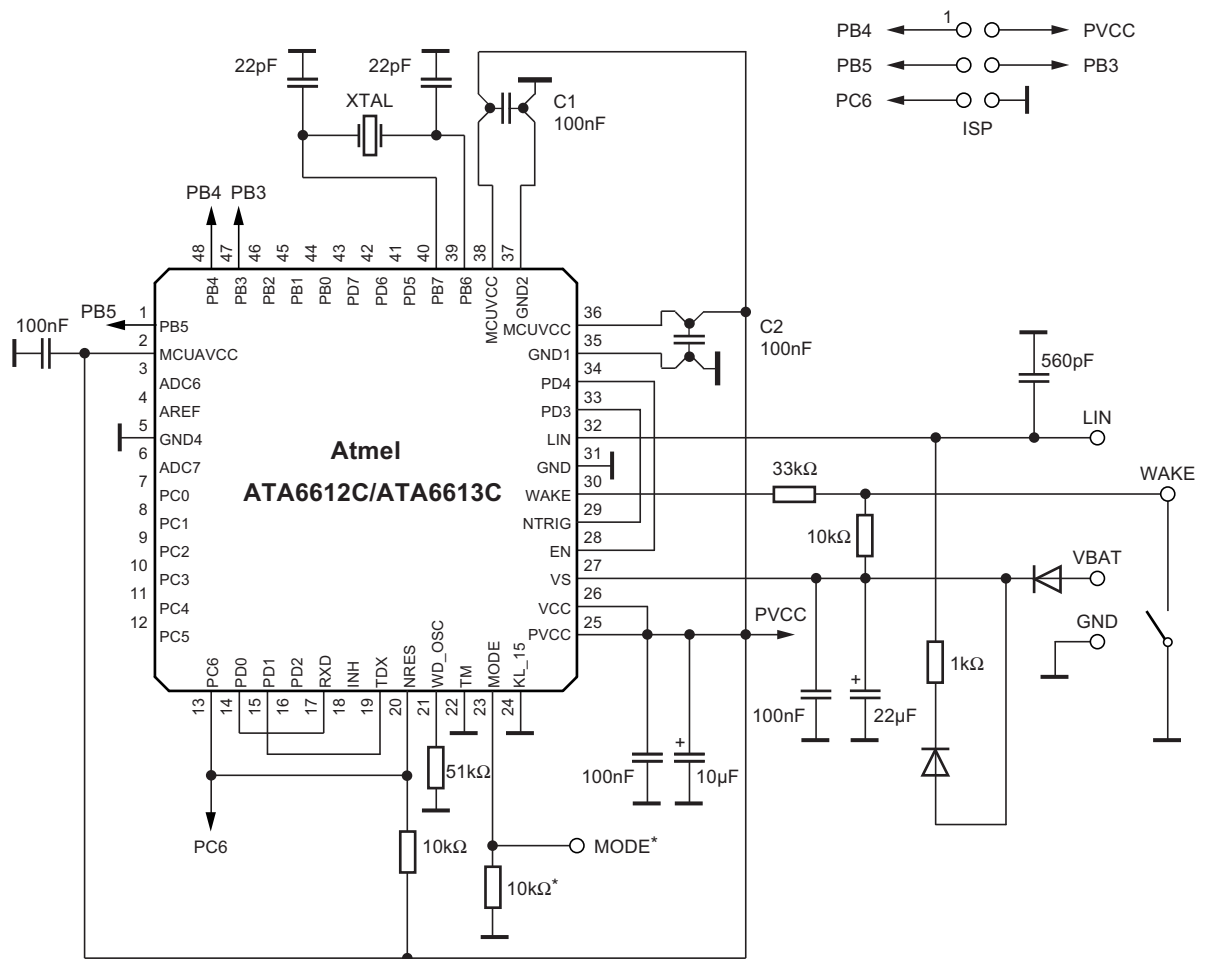 PB4
1
PVCC
PB5
PB3
PC6
ISP
22pF
22pF
XTAL
C1
100nF
PB4 PB3
48
47
46
45
44
43
42
41
40
39
38
37
PB4
PB3
PB2
PB1
PB0
PD7
PD6
PD5
PB7
PB6
MCUVCC
GND2
PB5
100nF
1
PB5
2
MCUAVCC
3
ADC6
4
AREF
5
GND4
6
ADC7
7
PC0
8
PC1
9
PC2
10
PC3
11
PC4
12
PC5
Atmel
ATA6612C/ATA6613C
36
MCUVCC
35
GND1
34
PD4
33
PD3
32
LIN
31
GND
30
WAKE
29
NTRIG
28
EN
27
VS
26
VCC
25
PVCC
C2
100nF
560pF
LIN
33kΩ
WAKE
10kΩ
VBAT
PVCC
GND
1kΩ
100nF
+
22µF
PC6
PD0
PD1
PD2
RXD
INH
TDX
NRES
WD_OSC
TM
MODE
KL_15
13
14
15
16
17
18
19
20
21
22
23
24
51kΩ
100nF
+
10µF
PC6
10kΩ
MODE*
10kΩ*